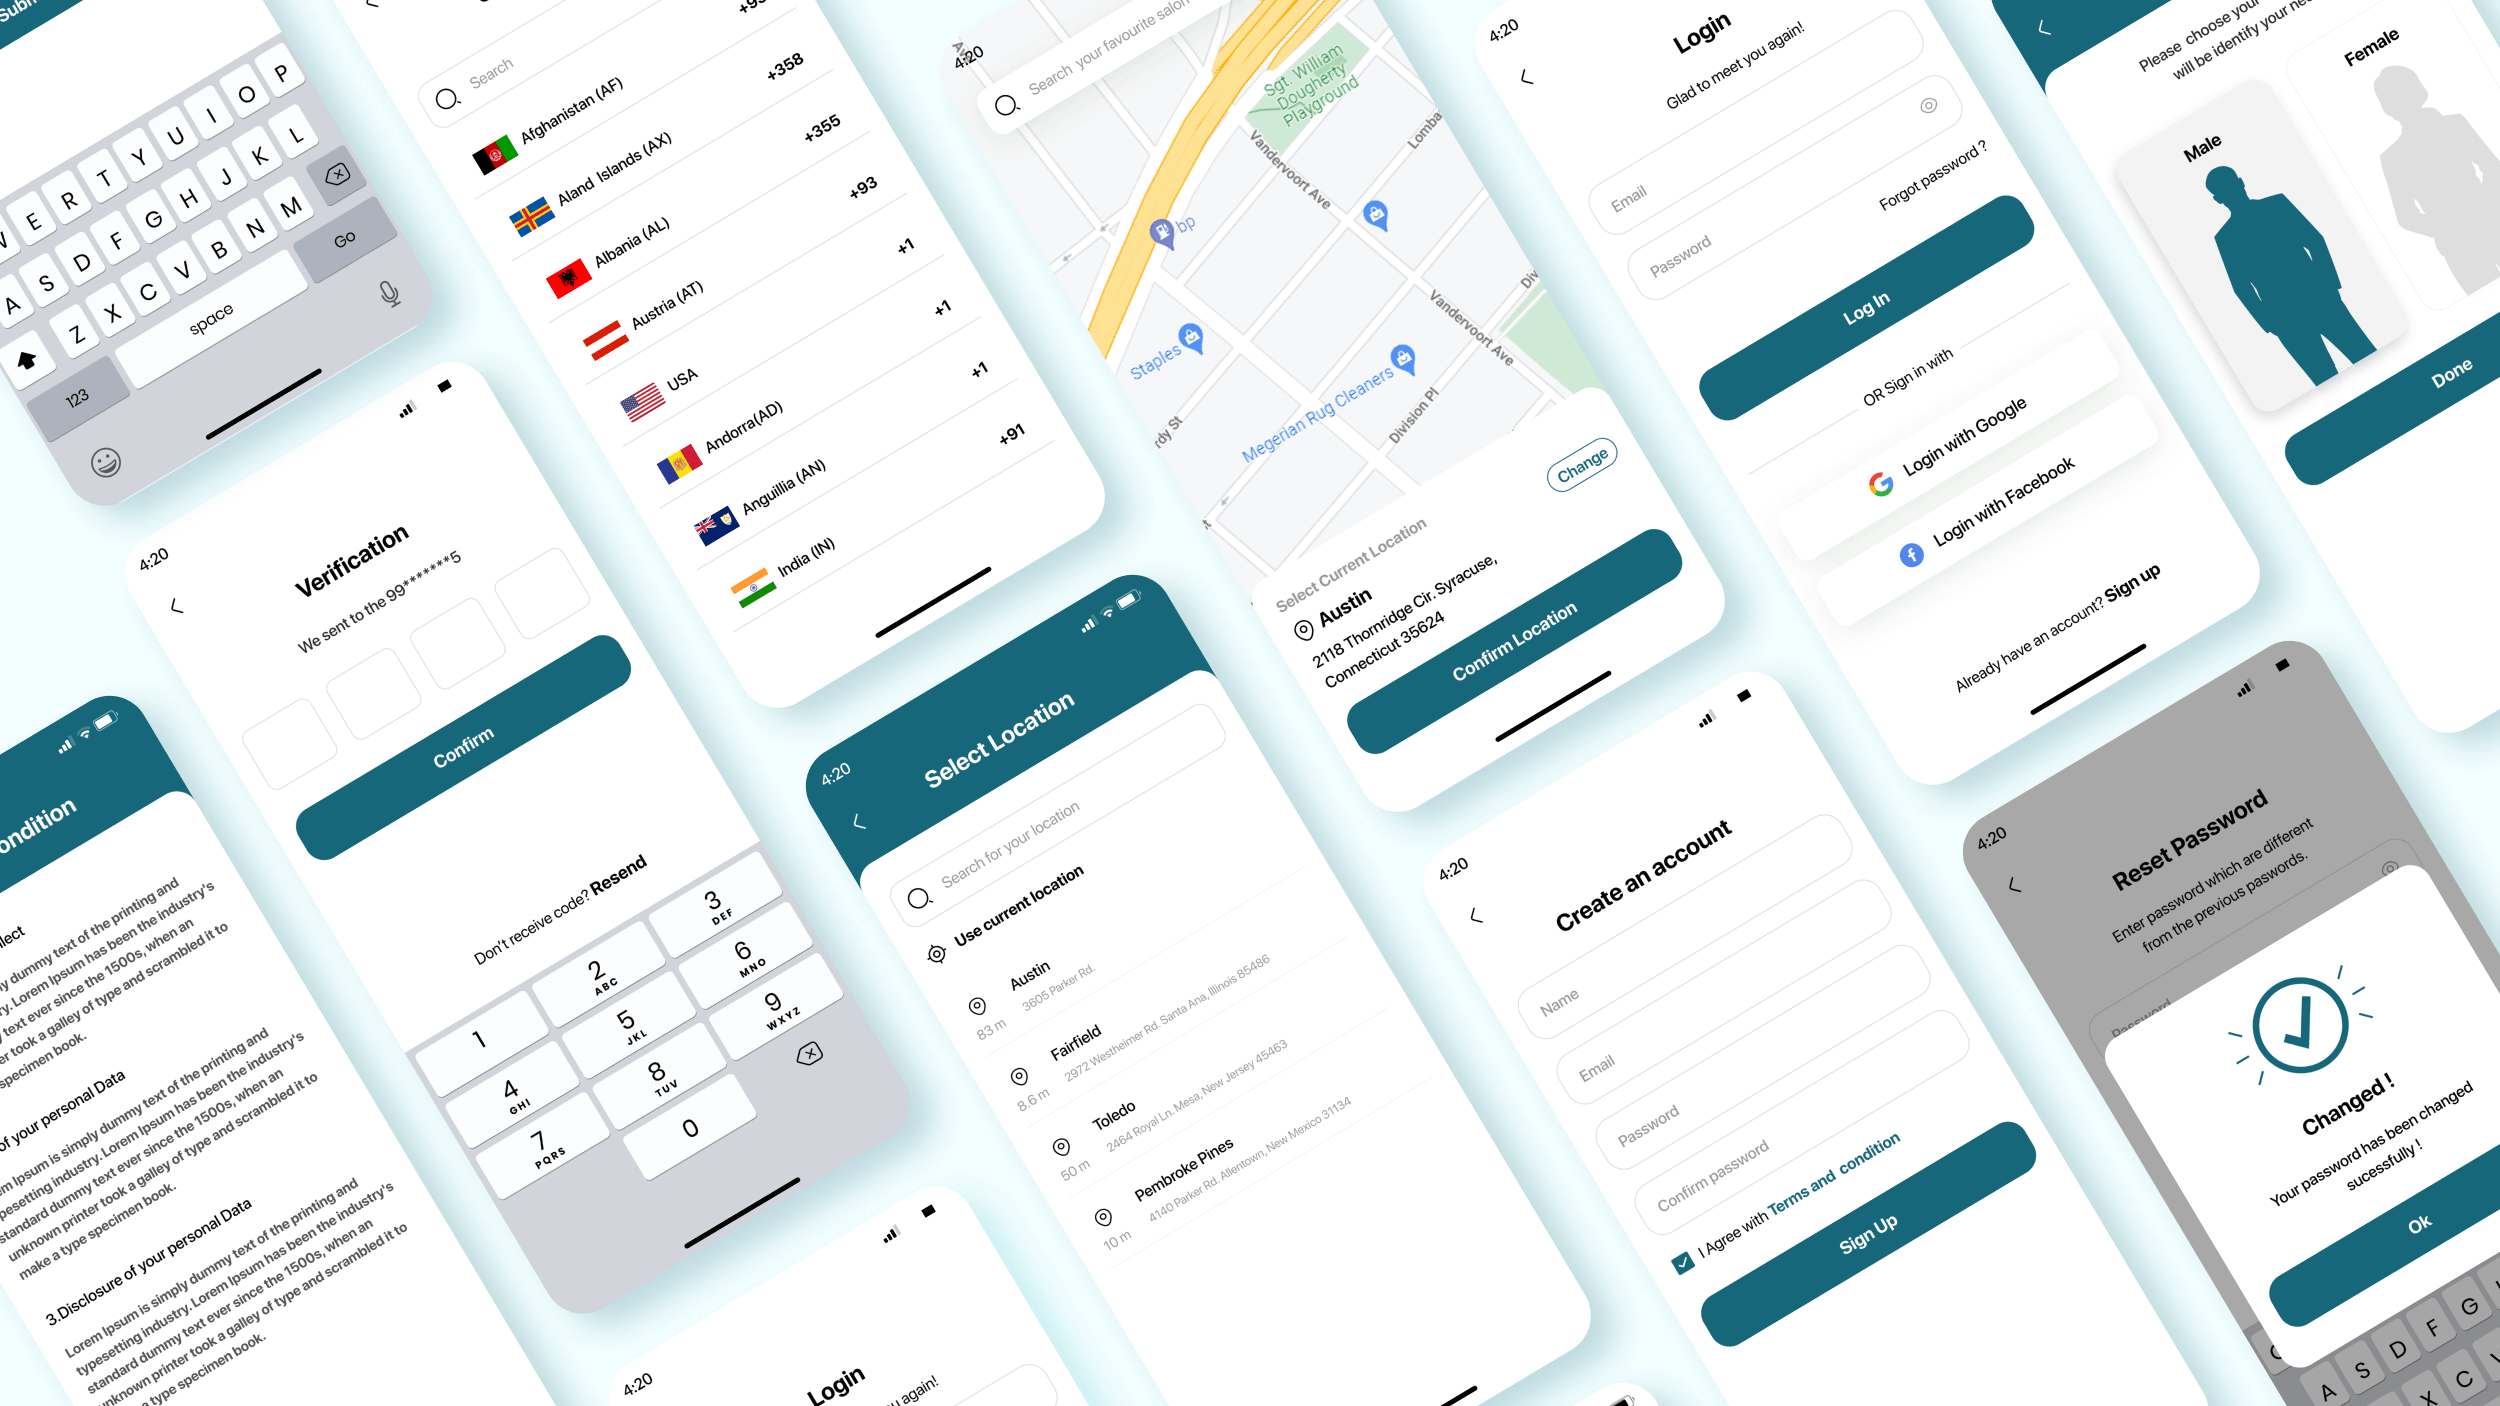 Subm
E R T Y U I O P
A S D F G H J K L
Z X C V B N M
123
space
Go
4:20
Verification
We sent to the 99*******5
Confirm
Don't receive code? Resend
1
2
ABC
3
DEF
4
GHI
5
JKL
6
MNO
7
PQRS
8
TUV
9
WXYZ
0
ondition
llect
y dummy text of the printing and
ry. Lorem Ipsum has been the industry's
y text ever since the 1500s, when an
er took a galley of type and scrambled it to
specimen book.
of your personal Data
em Ipsum is simply dummy text of the printing and
pesetting industry. Lorem Ipsum has been the industry's
standard dummy text ever since the 1500s, when an
unknown printer took a galley of type and scrambled it to
make a type specimen book.
3.Disclosure of your personal Data
Lorem Ipsum is simply dummy text of the printing and
typesetting industry. Lorem Ipsum has been the industry's
standard dummy text ever since the 1500s, when an
unknown printer took a galley of type and scrambled it to
a type specimen book.
Search
Afghanistan (AF)
+358
Aland Islands (AX)
+355
Albania (AL)
+93
Austria (AT)
+1
USA
+1
Andorra(AD)
+1
Anguillia (AN)
+91
India (IN)
4:20
Login
ou again!
4:20
Select Location
Search for your location
Use current location
Austin
3605 Parker Rd.
83 m
Fairfield
2972 Westheimer Rd. Santa Ana, Illinois 85486
8.6 m
Toledo
2464 Royal Ln. Mesa, New Jersey 45463
50 m
Pembroke Pines
4140 Parker Rd. Allentown, New Mexico 31134
10 m
4:20
Search your favourite salon
Sgt. William
Dougherty
Playground
Vandervoort Ave
Lomba
bp
Staples
Vandervoort Ave
Div
Megerian Rug Cleaners
Division Pl
rdy St
Change
Select Current Location
Austin
2118 Thornridge Cir. Syracuse,
Connecticut 35624
Confirm Location
4:20
Login
Glad to meet you again!
Email
Password
Forgot password ?
Log In
OR Sign in with
Login with Google
Login with Facebook
Already have an account? Sign up
4:20
Create an account
Name
Email
Password
Confirm password
I Agree with Terms and condition
Sign Up
Please choose your
will be identify your ne
Male
Female
Done
4:20
Reset Password
Enter password which are different
from the previous paswords.
Password
Changed !
Your password has been changed
sucessfully !
Ok
A S D F G
X C V